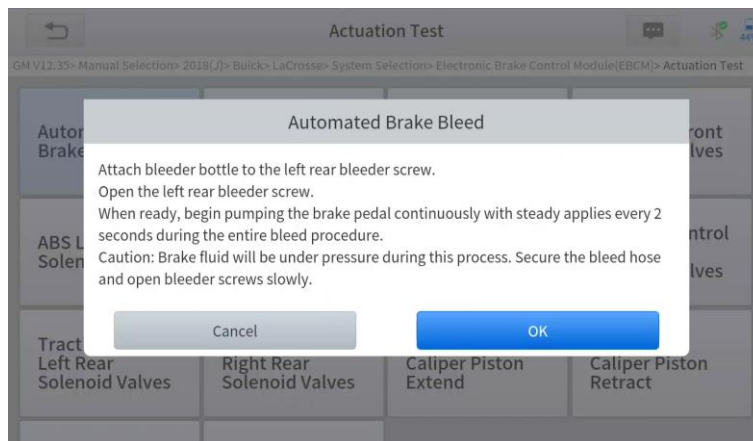 Actuation Test
GM V12.35> Manual Selection> 2018(J)> Buick> LaCrosse> System Selection> Electronic Brake Control Module(EBCM)> Actuation Test
Automated Brake Bleed
Attach bleeder bottle to the left rear bleeder screw.
Open the left rear bleeder screw.
When ready, begin pumping the brake pedal continuously with steady applies every 2
seconds during the entire bleed procedure.
Caution: Brake fluid will be under pressure during this process. Secure the bleed hose
and open bleeder screws slowly.
Cancel
OK
ABS L
Left Rear
Solenoid Valves
Right Rear
Solenoid Valves
Caliper Piston
Extend
Caliper Piston
Retract